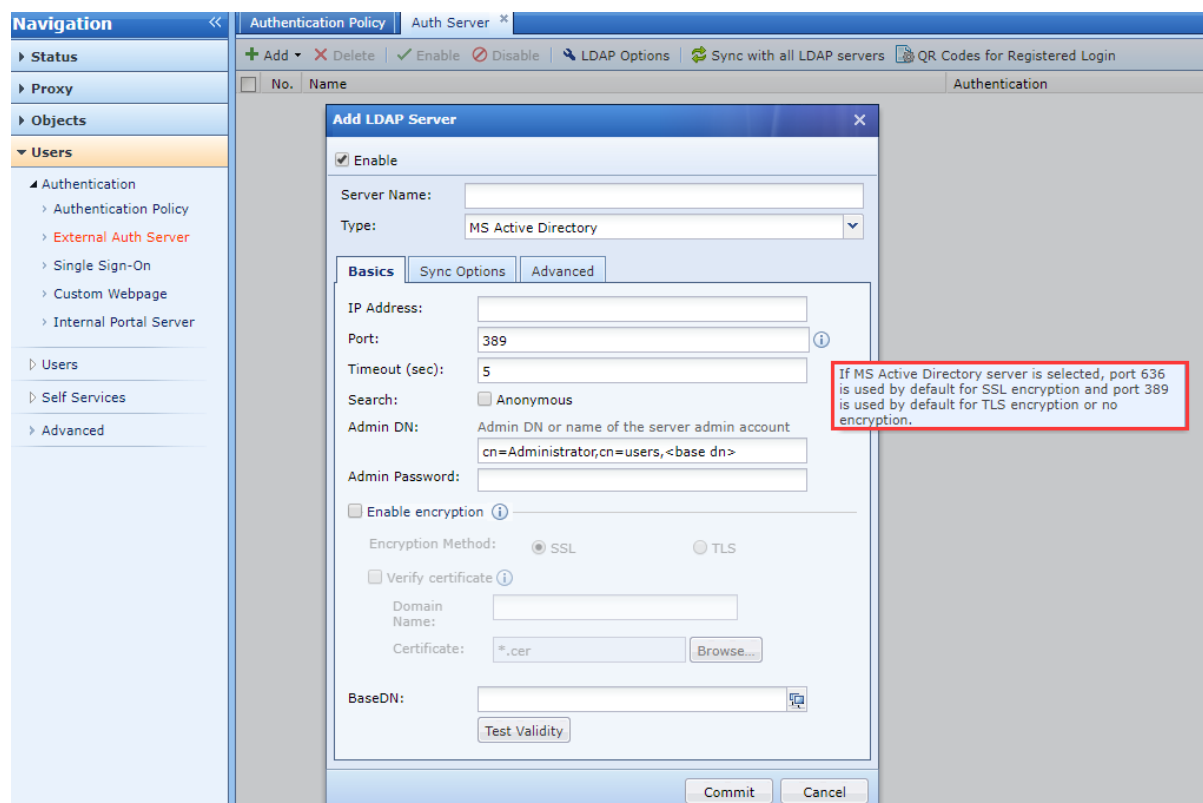 Navigation
Status
Proxy
Objects
Users
Authentication
Authentication Policy
External Auth Server
Single Sign-On
Custom Webpage
Internal Portal Server
Users
Self Services
Advanced
Authentication Policy Auth Server
Add Delete Enable Disable LDAP Options Sync with all LDAP servers QR Codes for Registered Login
No. Name Authentication
Add LDAP Server
Enable
Server Name:
Type: MS Active Directory
Basics Sync Options Advanced
IP Address:
Port: 389
Timeout (sec): 5
Search: Anonymous
Admin DN: Admin DN or name of the server admin account
cn=Administrator,cn=users,<base dn>
Admin Password:
Enable encryption
Encryption Method: SSL TLS
Verify certificate
Domain
Name:
Certificate: *.cer Browse...
BaseDN:
Test Validity
Commit Cancel
If MS Active Directory server is selected, port 636
is used by default for SSL encryption and port 389
is used by default for TLS encryption or no
encryption.